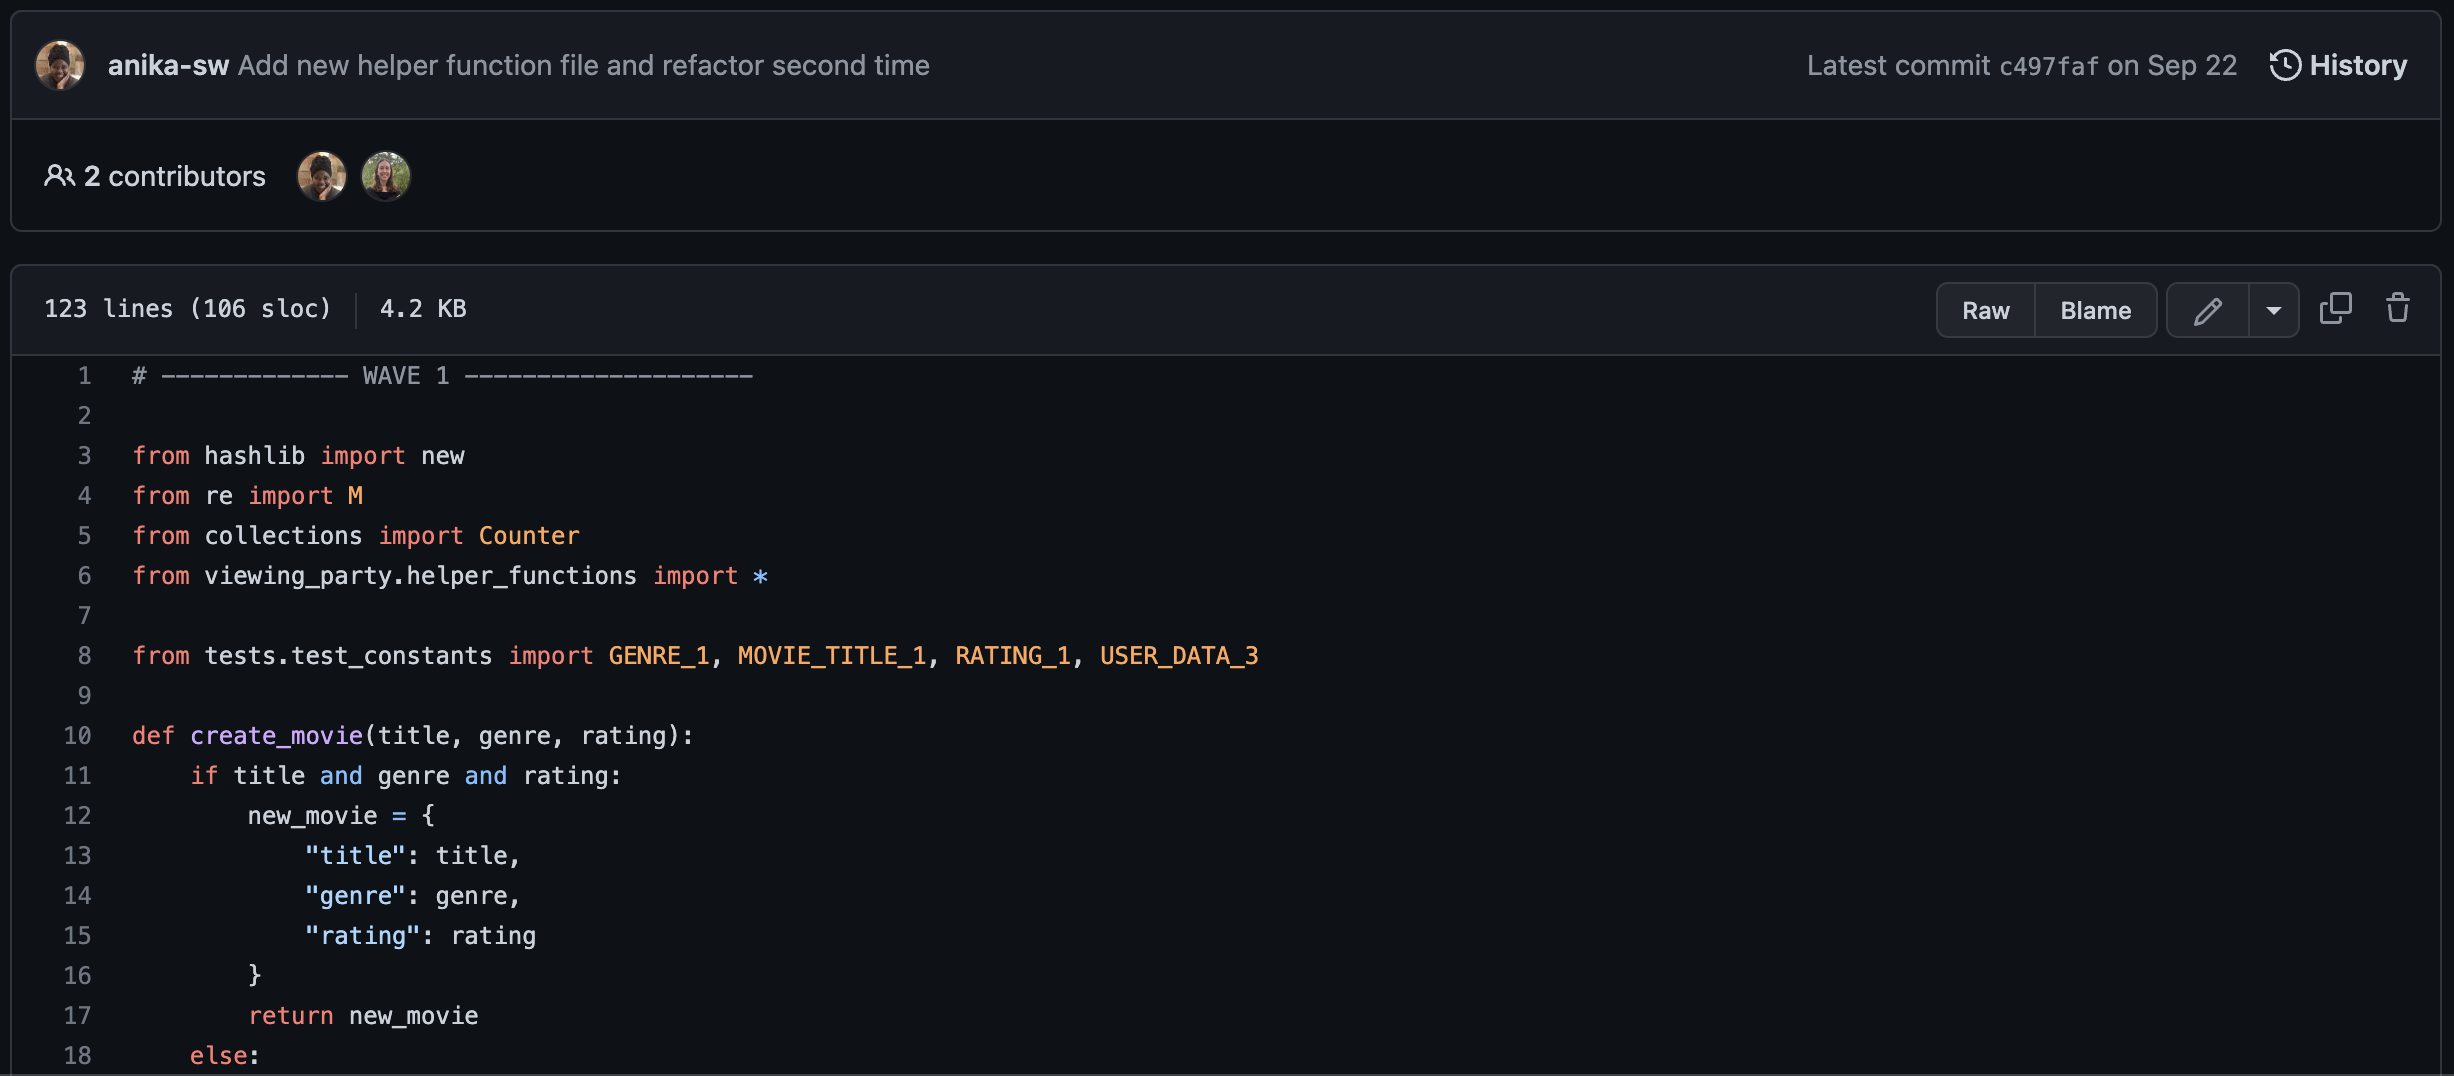 anika-sw Add new helper function file and refactor second time
Latest commit c497faf on Sep 22 History
2 contributors
123 lines (106 sloc) 4.2 KB
Raw Blame
1 # ------------- WAVE 1 --------------------
2
3 from hashlib import new
4 from re import M
5 from collections import Counter
6 from viewing_party.helper_functions import *
7
8 from tests.test_constants import GENRE_1, MOVIE_TITLE_1, RATING_1, USER_DATA_3
9
10 def create_movie(title, genre, rating):
11     if title and genre and rating:
12         new_movie = {
13             "title": title,
14             "genre": genre,
15             "rating": rating
16         }
17         return new_movie
18     else: